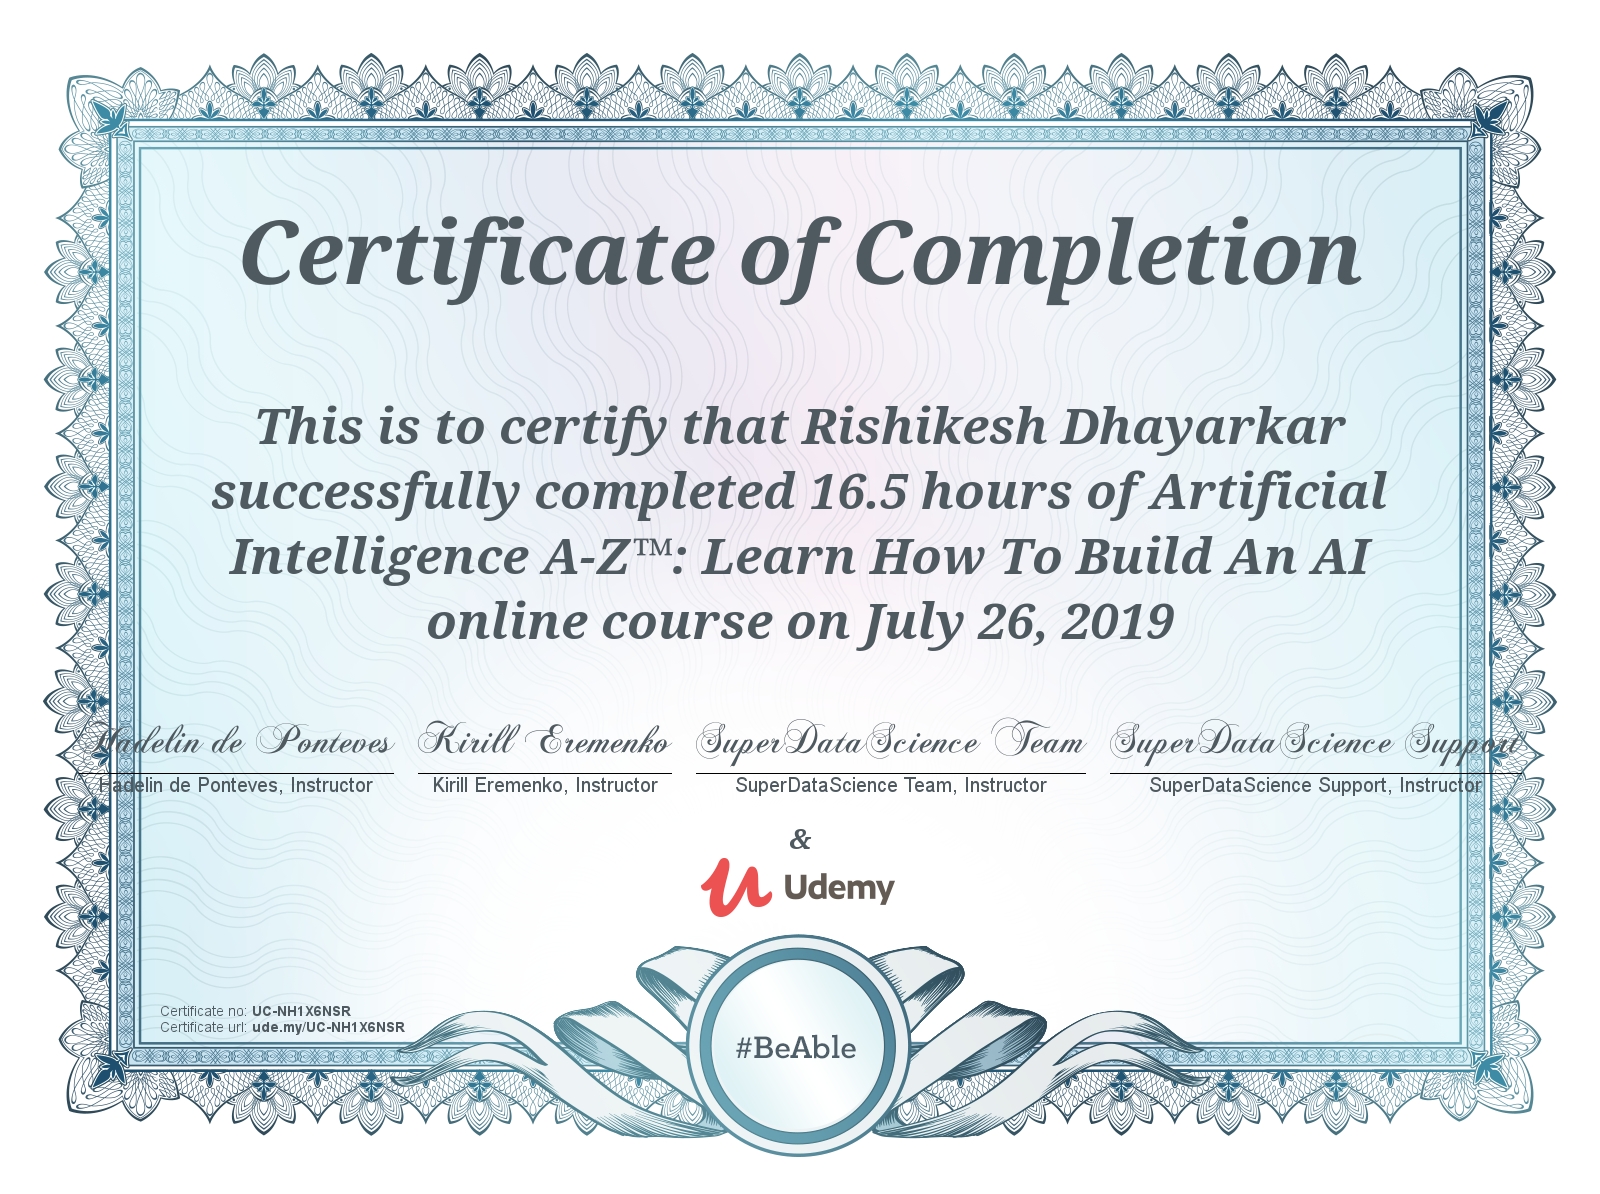 Certificate of Completion
This is to certify that Rishikesh Dhayarkar
successfully completed 16.5 hours of Artificial
Intelligence A-Z™: Learn How To Build An AI
online course on July 26, 2019
Hadelin de Ponteves Kirill Eremenko SuperDataScience Team SuperDataScience Support
Hadelin de Ponteves, Instructor Kirill Eremenko, Instructor SuperDataScience Team, Instructor SuperDataScience Support, Instructor
&
Udemy
Certificate no: UC-NH1X6NSR
Certificate url: ude.my/UC-NH1X6NSR
#BeAble